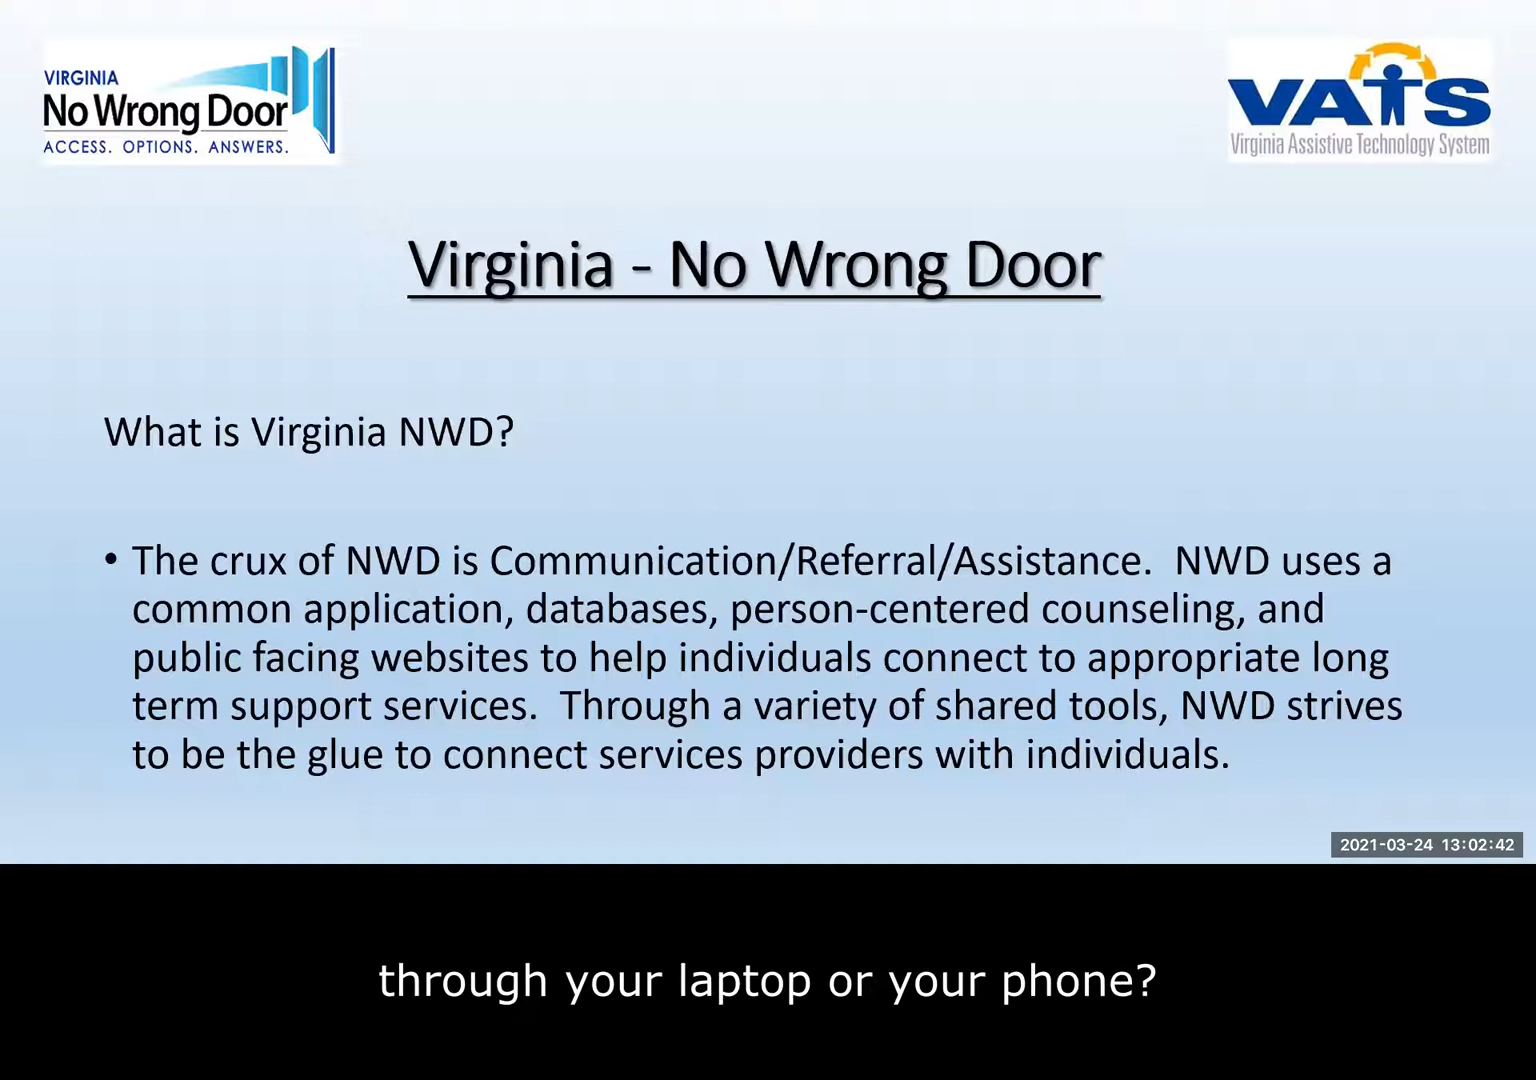 VIRGINIA
No Wrong Door
ACCESS. OPTIONS. ANSWERS.
VATS
Virginia Assistive Technology System
Virginia - No Wrong Door
What is Virginia NWD?
• The crux of NWD is Communication/Referral/Assistance.  NWD uses a
common application, databases, person-centered counseling, and
public facing websites to help individuals connect to appropriate long
term support services.  Through a variety of shared tools, NWD strives
to be the glue to connect services providers with individuals.
2021-03-24 13:02:42
through your laptop or your phone?